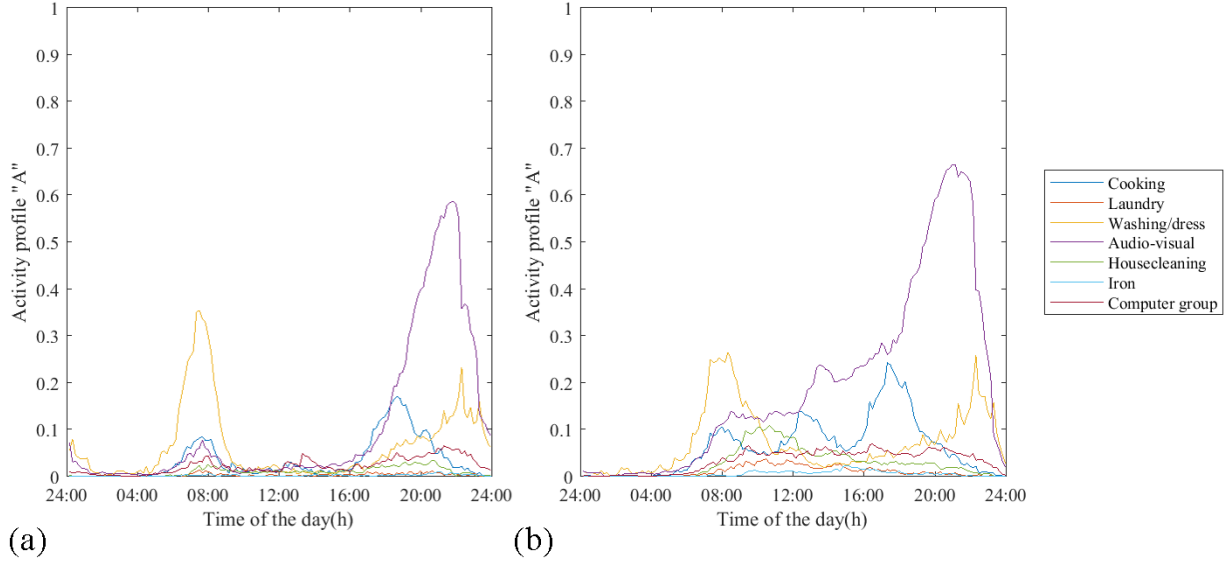 1
0.9
0.8
0.7
0.6
0.5
0.4
0.3
0.2
0.1
0
Activity profile "A"
24:00 04:00 08:00 12:00 16:00 20:00 24:00
Time of the day(h)
(a)
1
0.9
0.8
0.7
0.6
0.5
0.4
0.3
0.2
0.1
0
Activity profile "A"
24:00 04:00 08:00 12:00 16:00 20:00 24:00
Time of the day(h)
(b)
Cooking
Laundry
Washing/dress
Audio-visual
Housecleaning
Iron
Computer group